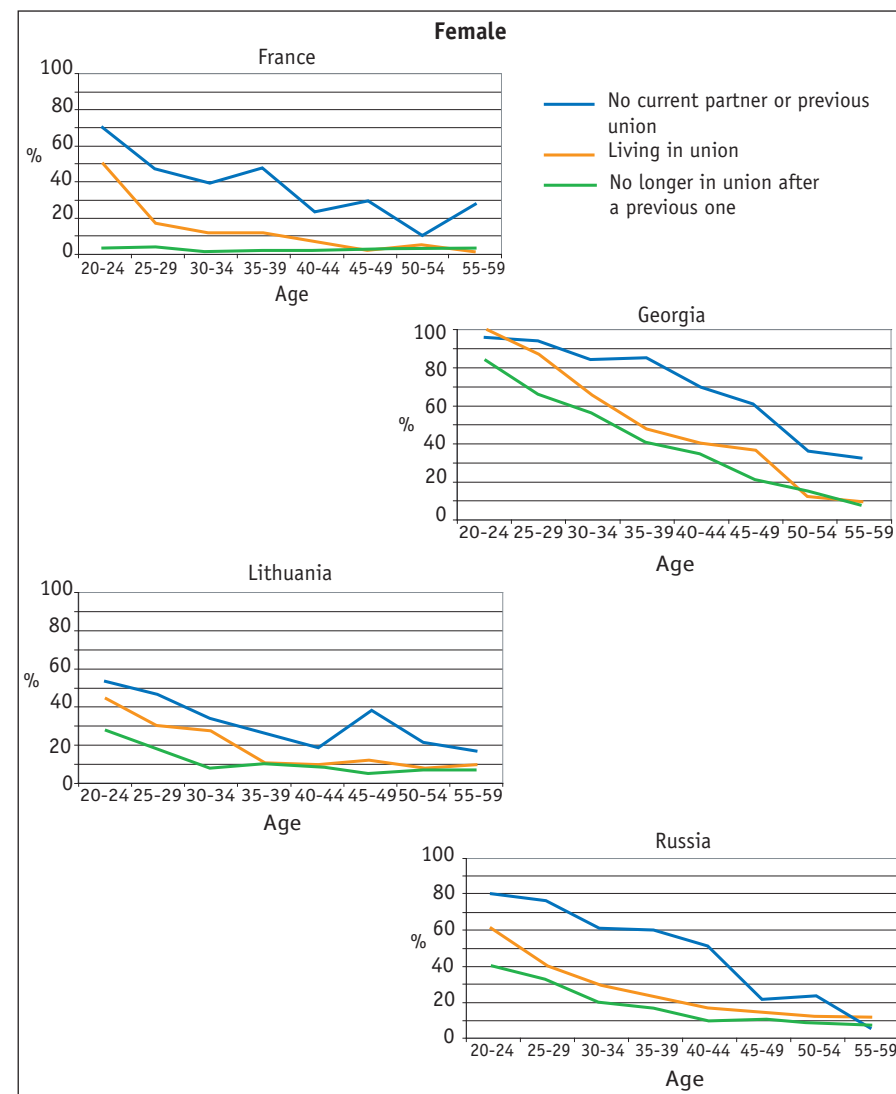 Female
France
100
80
60
%
40
20
0
20-24 25-29 30-34 35-39 40-44 45-49 50-54 55-59
Age
No current partner or previous
union
Living in union
No longer in union after
a previous one
Georgia
100
80
60
%
40
20
0
20-24 25-29 30-34 35-39 40-44 45-49 50-54 55-59
Age
Lithuania
100
80
60
%
40
20
0
20-24 25-29 30-34 35-39 40-44 45-49 50-54 55-59
Age
Russia
100
80
60
%
40
20
0
20-24 25-29 30-34 35-39 40-44 45-49 50-54 55-59
Age